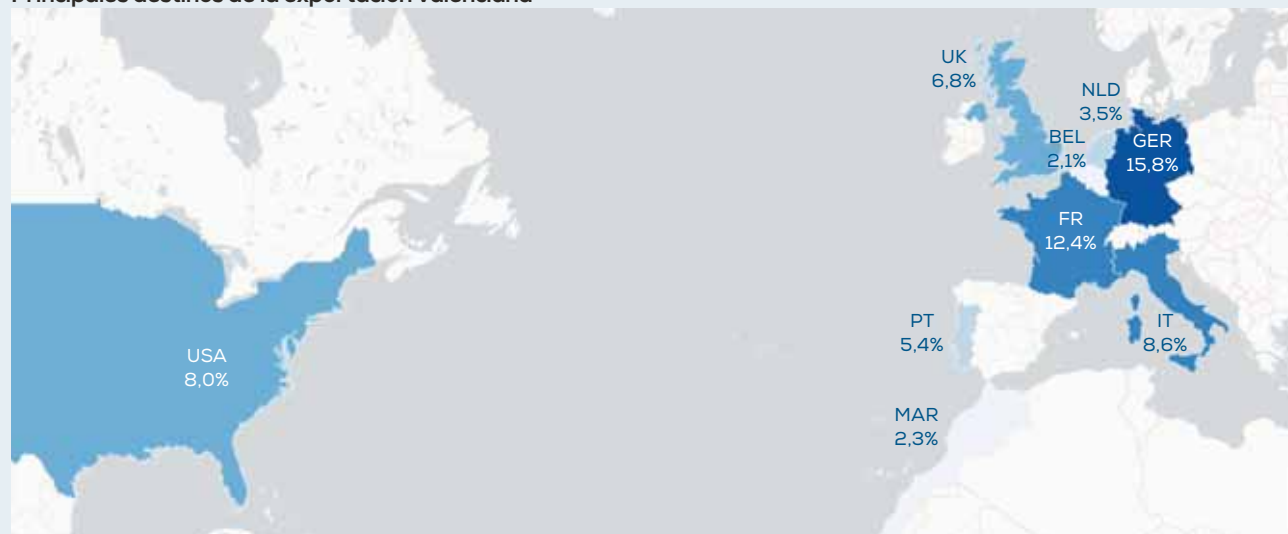 Principales destinos de la exportación valenciana
UK
6,8%
NLD
3,5%
BEL
2,1%
GER
15,8%
FR
12,4%
PT
5,4%
IT
8,6%
USA
8,0%
MAR
2,3%